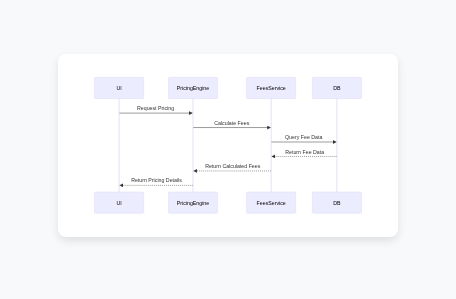 UI PricingEngine FeesService DB
Request Pricing
Calculate Fees
Query Fee Data
Return Fee Data
Return Calculated Fees
Return Pricing Details
UI PricingEngine FeesService DB